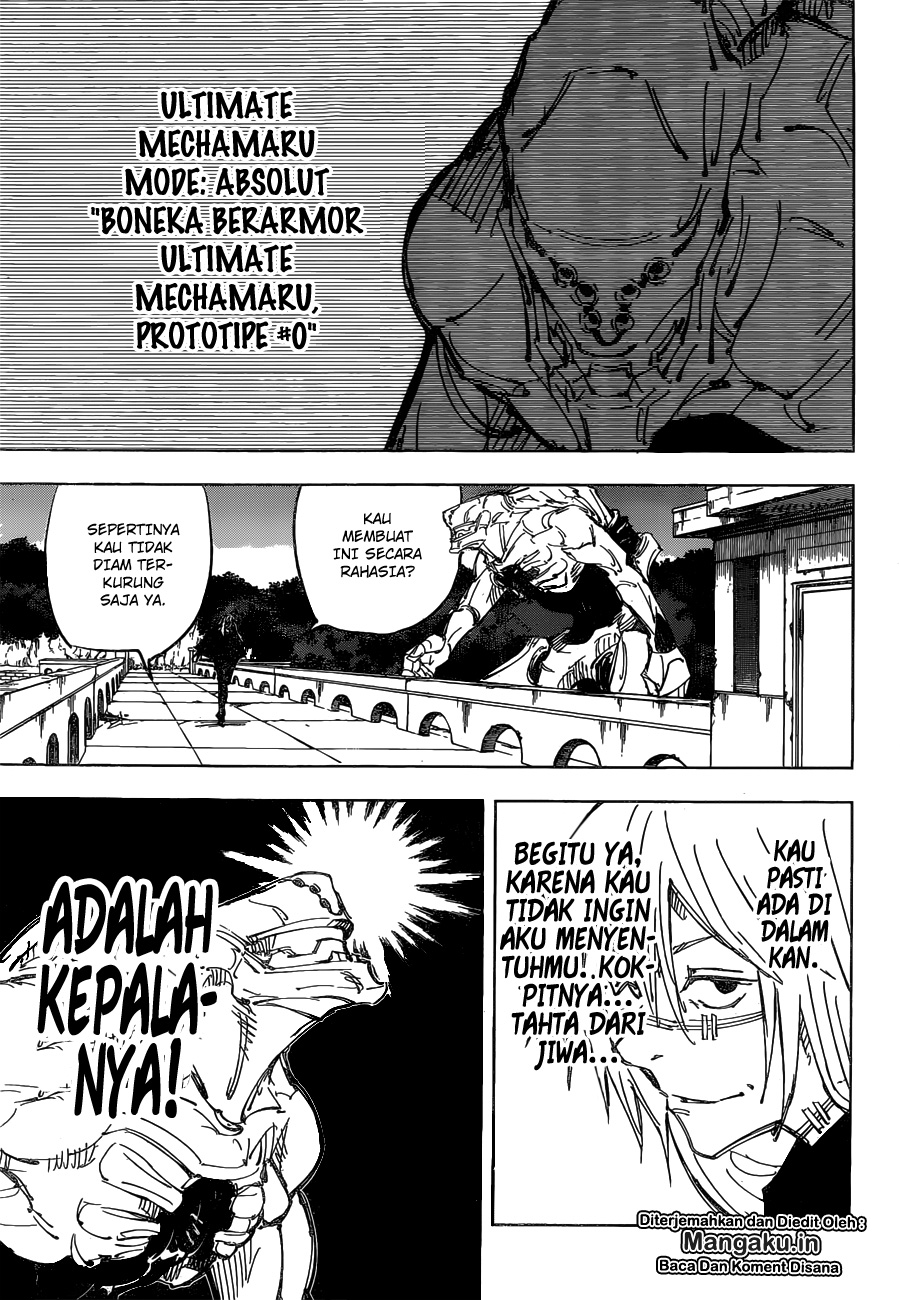 ULTIMATE
MECHAMARU
MODE: ABSOLUT
"BONEKA BERARMOR
ULTIMATE
MECHAMARU,
PROTOTIPE #0"
KAU
MEMBUAT
INI SECARA
RAHASIA?
SEPERTINYA
KAU TIDAK
DIAM TER-
KURUNG
SAJA YA.
KAU
PASTI
ADA DI
DALAM
KAN.
BEGITU YA,
KARENA KAU
TIDAK INGIN
AKU MENYEN-
TUHMU! KOK-
PITNYA...
TAHTA DARI
JIWA...
ADALAH
KEPALA-
NYA!
Diterjemahkan dan Diedit Oleh :
Mangaku.in
Baca Dan Koment Disana